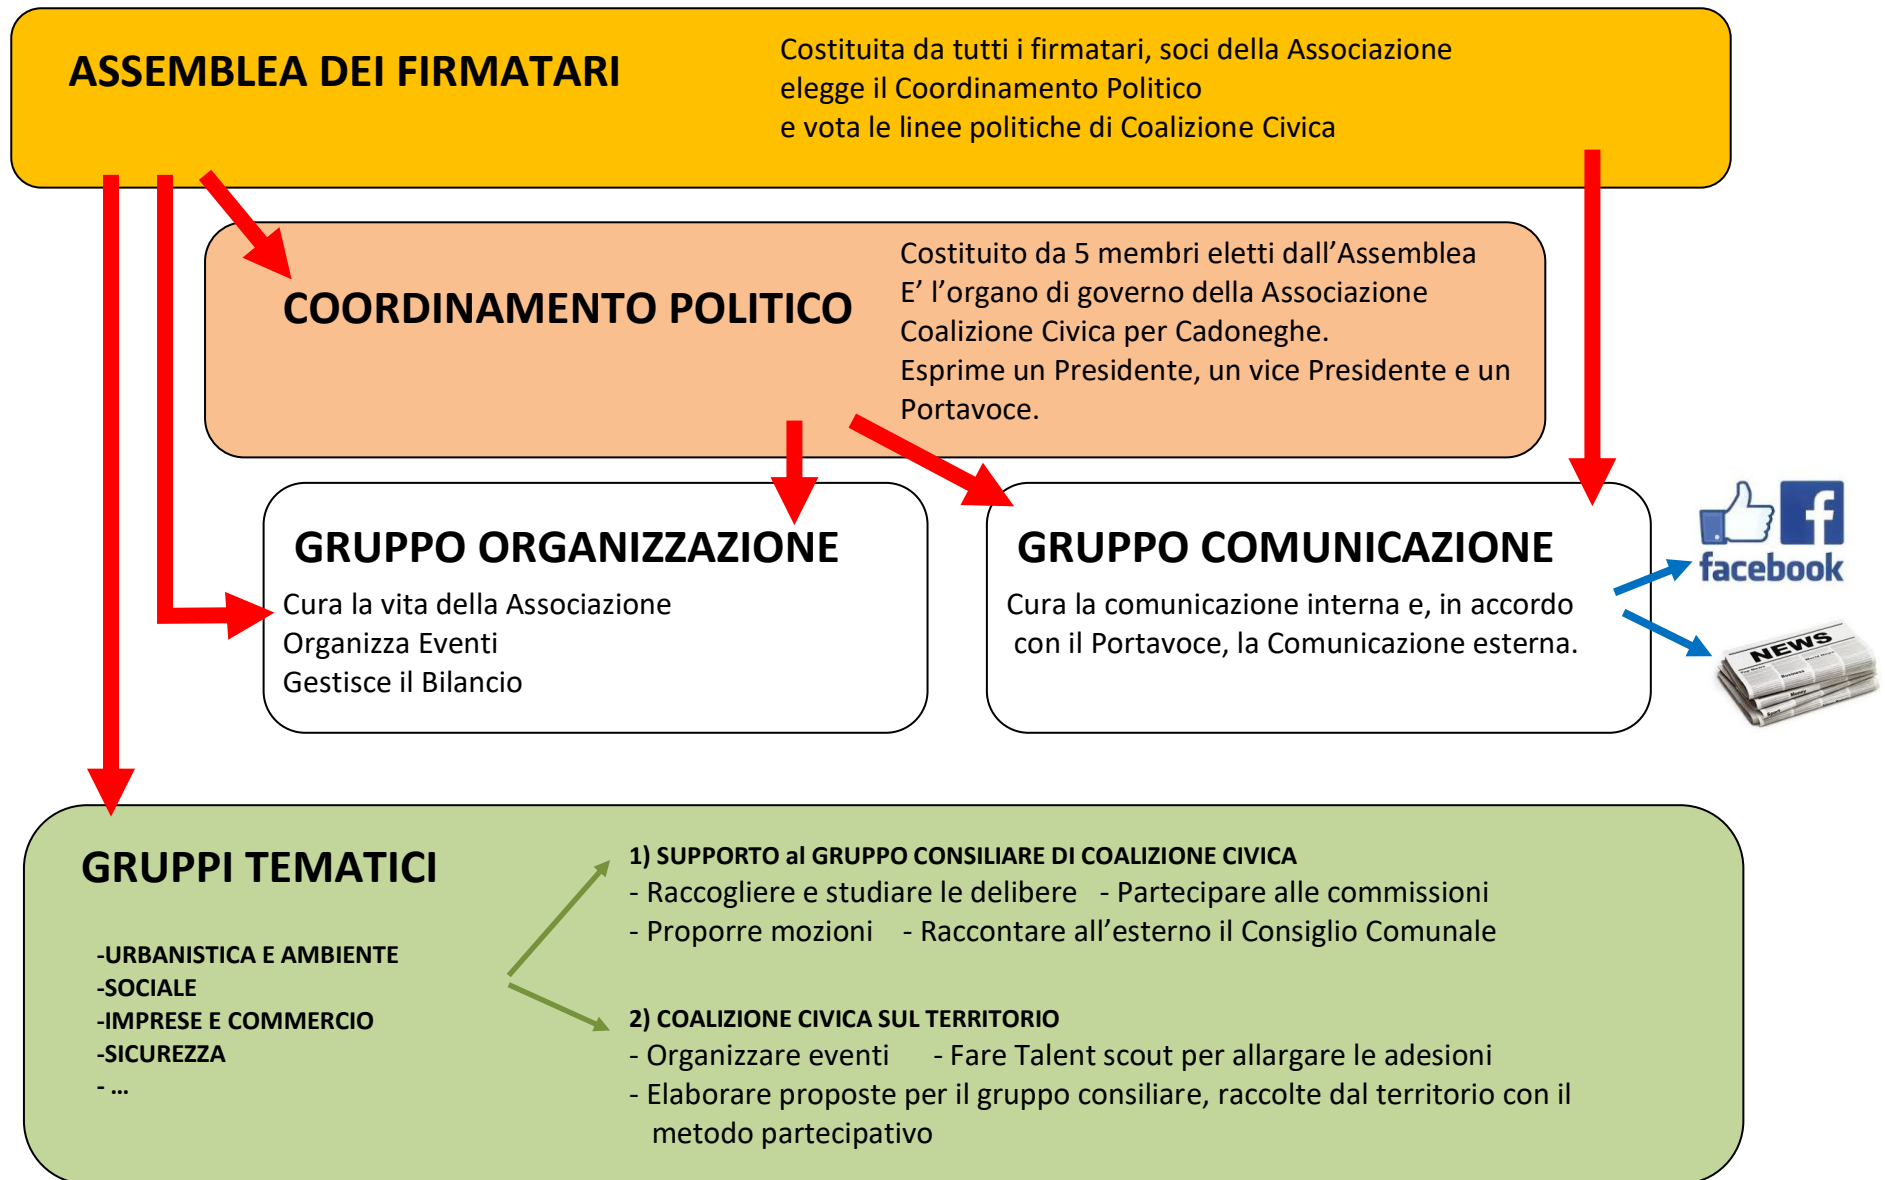 ASSEMBLEA DEI FIRMATARI
Costituita da tutti i firmatari, soci della Associazione
elegge il Coordinamento Politico
e vota le linee politiche di Coalizione Civica
COORDINAMENTO POLITICO
Costituito da 5 membri eletti dall’Assemblea
E’ l’organo di governo della Associazione
Coalizione Civica per Cadoneghe.
Esprime un Presidente, un vice Presidente e un
Portavoce.
GRUPPO ORGANIZZAZIONE
Cura la vita della Associazione
Organizza Eventi
Gestisce il Bilancio
GRUPPO COMUNICAZIONE
Cura la comunicazione interna e, in accordo
con il Portavoce, la Comunicazione esterna.
f
facebook
NEWS
Business
Money
GRUPPI TEMATICI
-URBANISTICA E AMBIENTE
-SOCIALE
-IMPRESE E COMMERCIO
-SICUREZZA
- …
1) SUPPORTO al GRUPPO CONSILIARE DI COALIZIONE CIVICA
- Raccogliere e studiare le delibere - Partecipare alle commissioni
- Proporre mozioni - Raccontare all’esterno il Consiglio Comunale
2) COALIZIONE CIVICA SUL TERRITORIO
- Organizzare eventi - Fare Talent scout per allargare le adesioni
- Elaborare proposte per il gruppo consiliare, raccolte dal territorio con il
metodo partecipativo